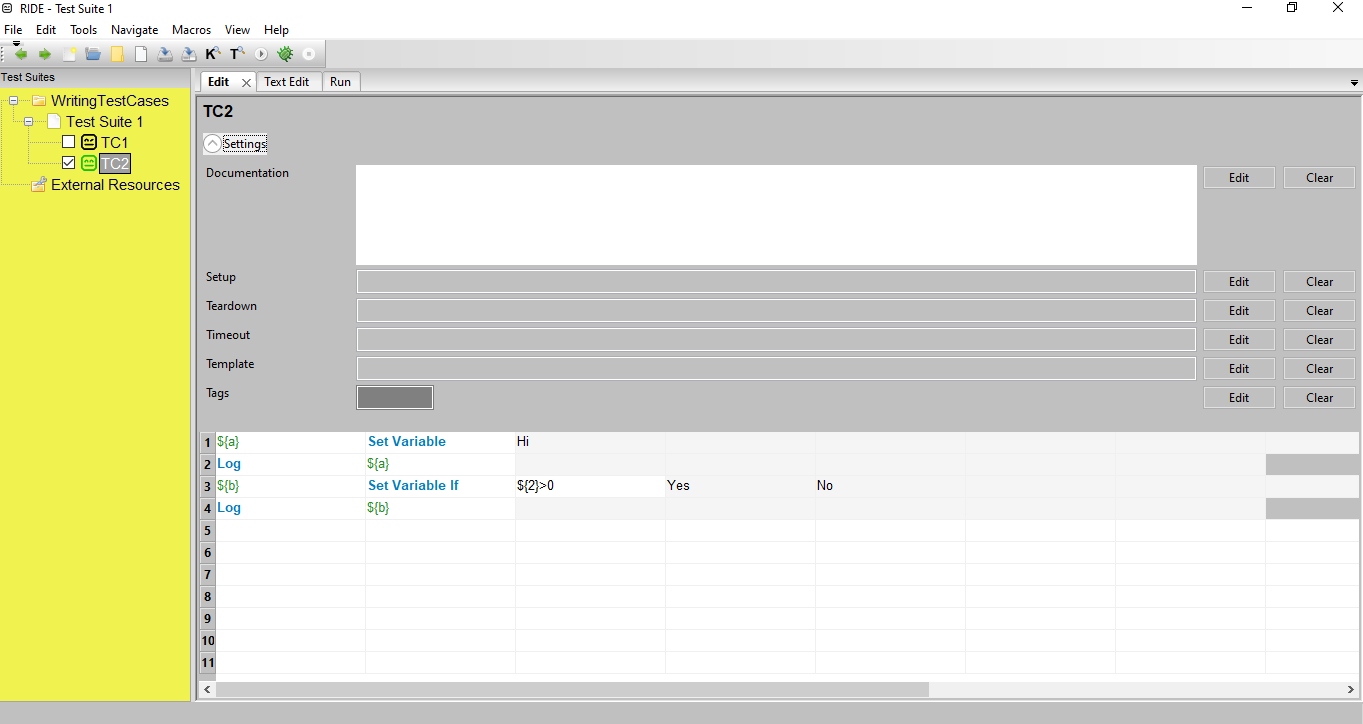 RIDE - Test Suite 1
File Edit Tools Navigate Macros View Help
K T
Test Suites
Edit Text Edit Run
WritingTestCases
Test Suite 1
TC1
TC2
External Resources
TC2
Settings
Documentation Edit Clear
Setup Edit Clear
Teardown Edit Clear
Timeout Edit Clear
Template Edit Clear
Tags Edit Clear
1 ${a} Set Variable Hi
2 Log ${a}
3 ${b} Set Variable If ${2}>0 Yes No
4 Log ${b}
5
6
7
8
9
10
11